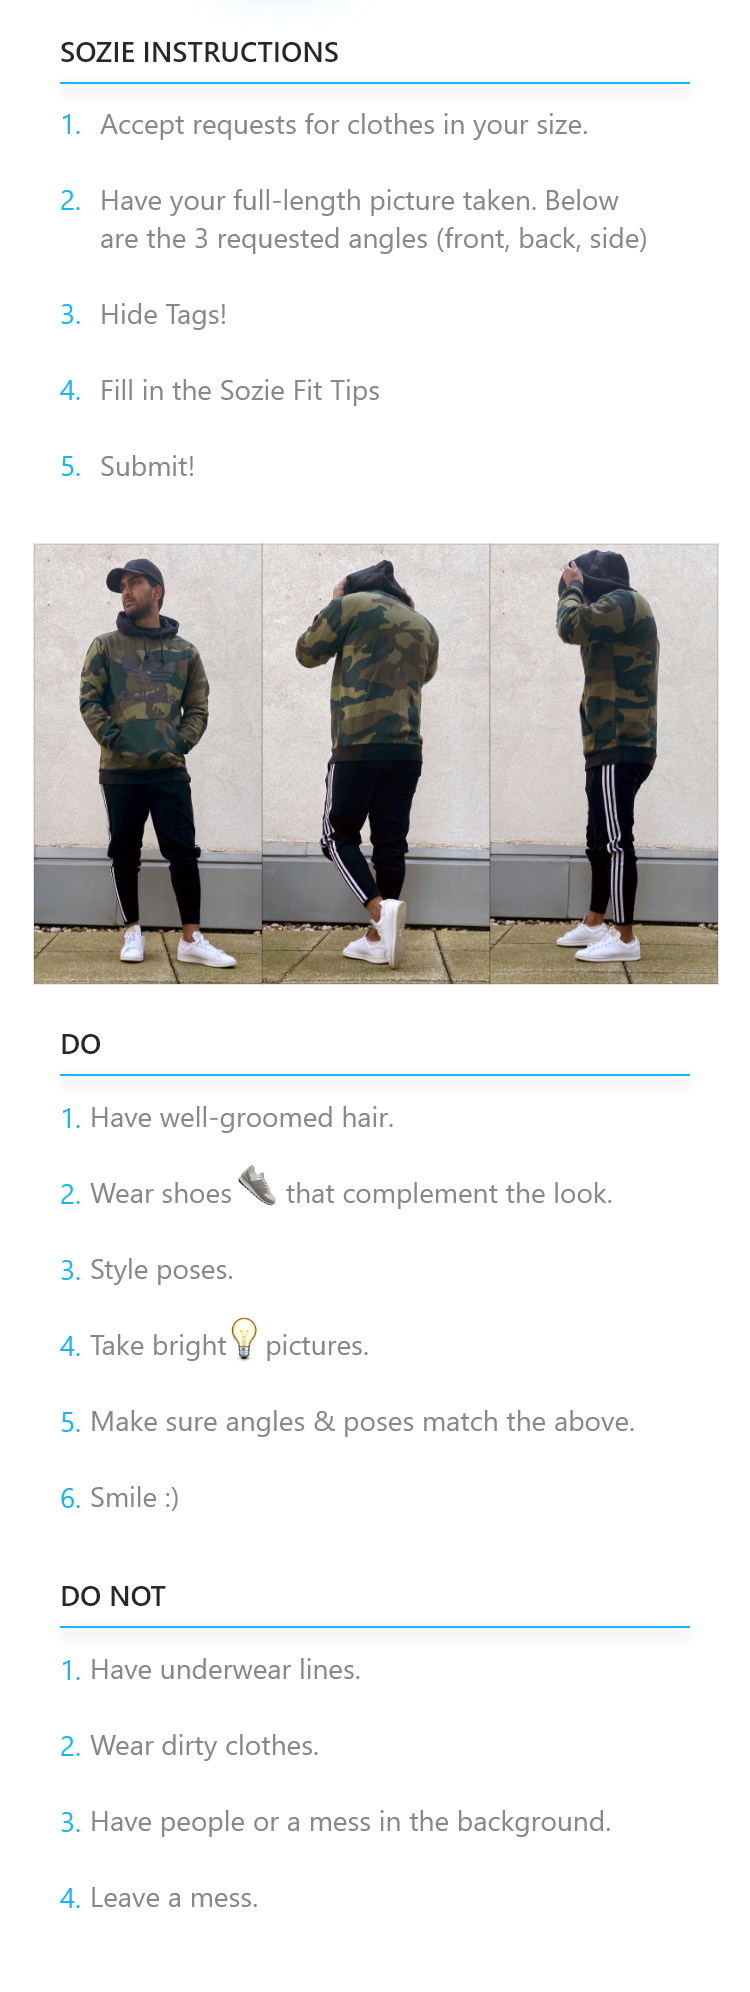 SOZIE INSTRUCTIONS
1. Accept requests for clothes in your size.
2. Have your full-length picture taken. Below
are the 3 requested angles (front, back, side)
3. Hide Tags!
4. Fill in the Sozie Fit Tips
5. Submit!
DO
1. Have well-groomed hair.
2. Wear shoes that complement the look.
3. Style poses.
4. Take bright pictures.
5. Make sure angles & poses match the above.
6. Smile :)
DO NOT
1. Have underwear lines.
2. Wear dirty clothes.
3. Have people or a mess in the background.
4. Leave a mess.